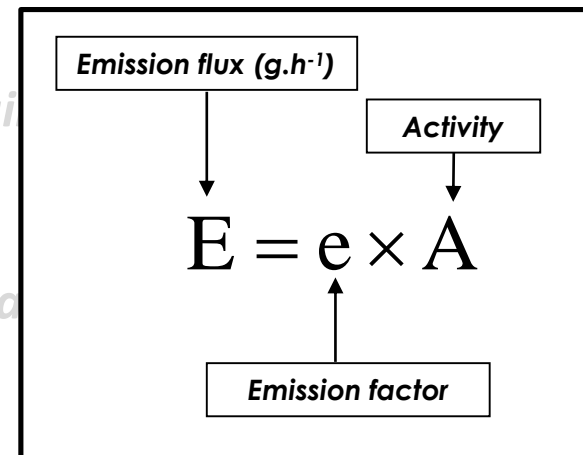 Emission flux (g.h⁻¹)
Activity
E = e × A
Emission factor